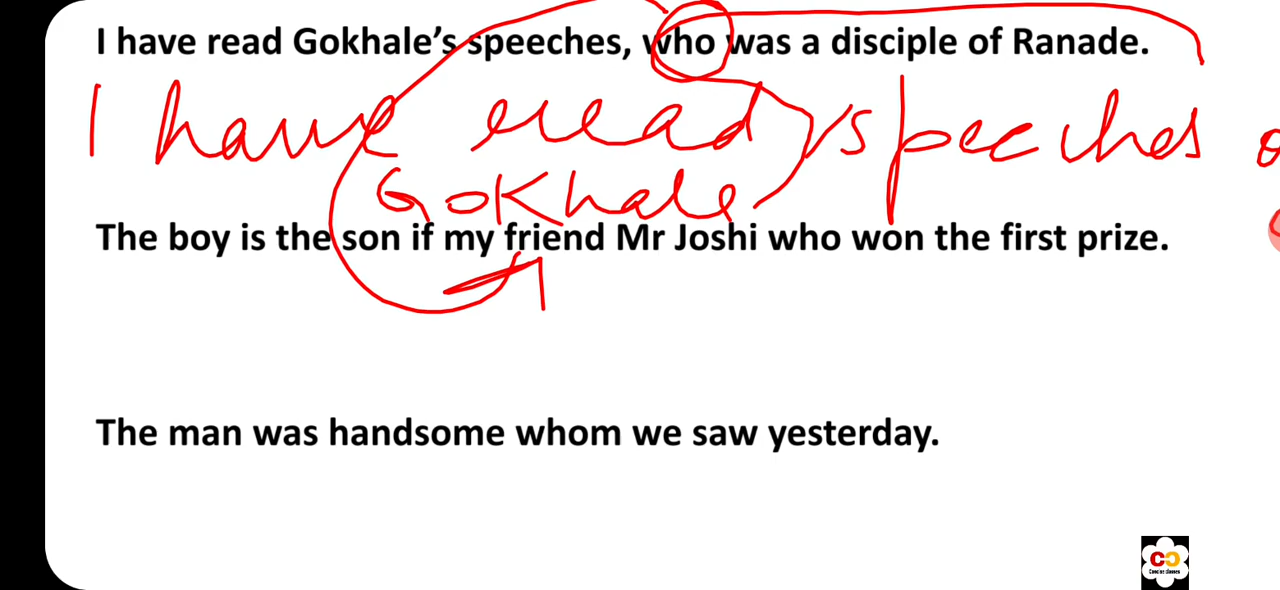 I have read Gokhale's speeches, who was a disciple of Ranade.
I have read speeches
Gokhale
The boy is the son if my friend Mr Joshi who won the first prize.
The man was handsome whom we saw yesterday.